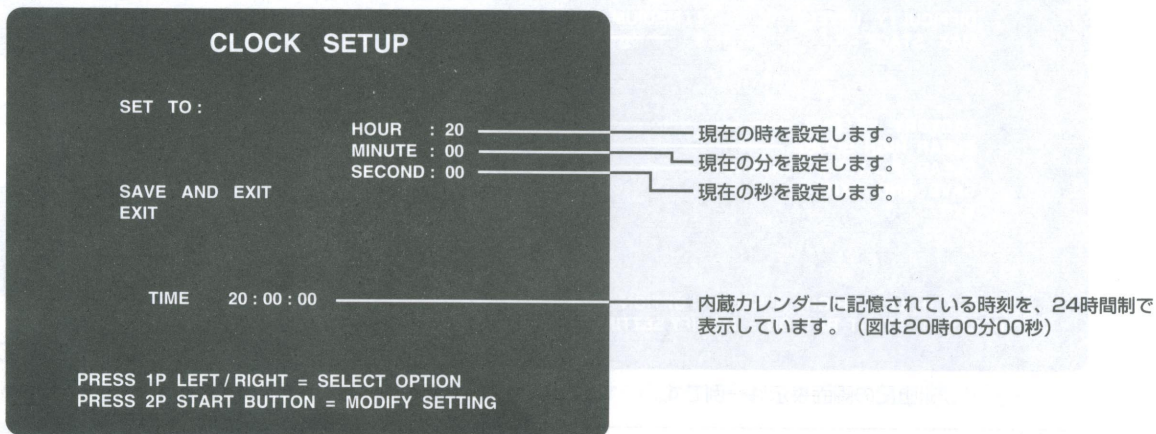 CLOCK SETUP
SET TO:
HOUR : 20
現在の時を設定します。
MINUTE : 00
現在の分を設定します。
SECOND : 00
現在の秒を設定します。
SAVE AND EXIT
EXIT
TIME 20 : 00 : 00
内蔵カレンダーに記憶されている時刻を、24時間制で
表示しています。(図は20時00分00秒)
PRESS 1P LEFT / RIGHT = SELECT OPTION
PRESS 2P START BUTTON = MODIFY SETTING